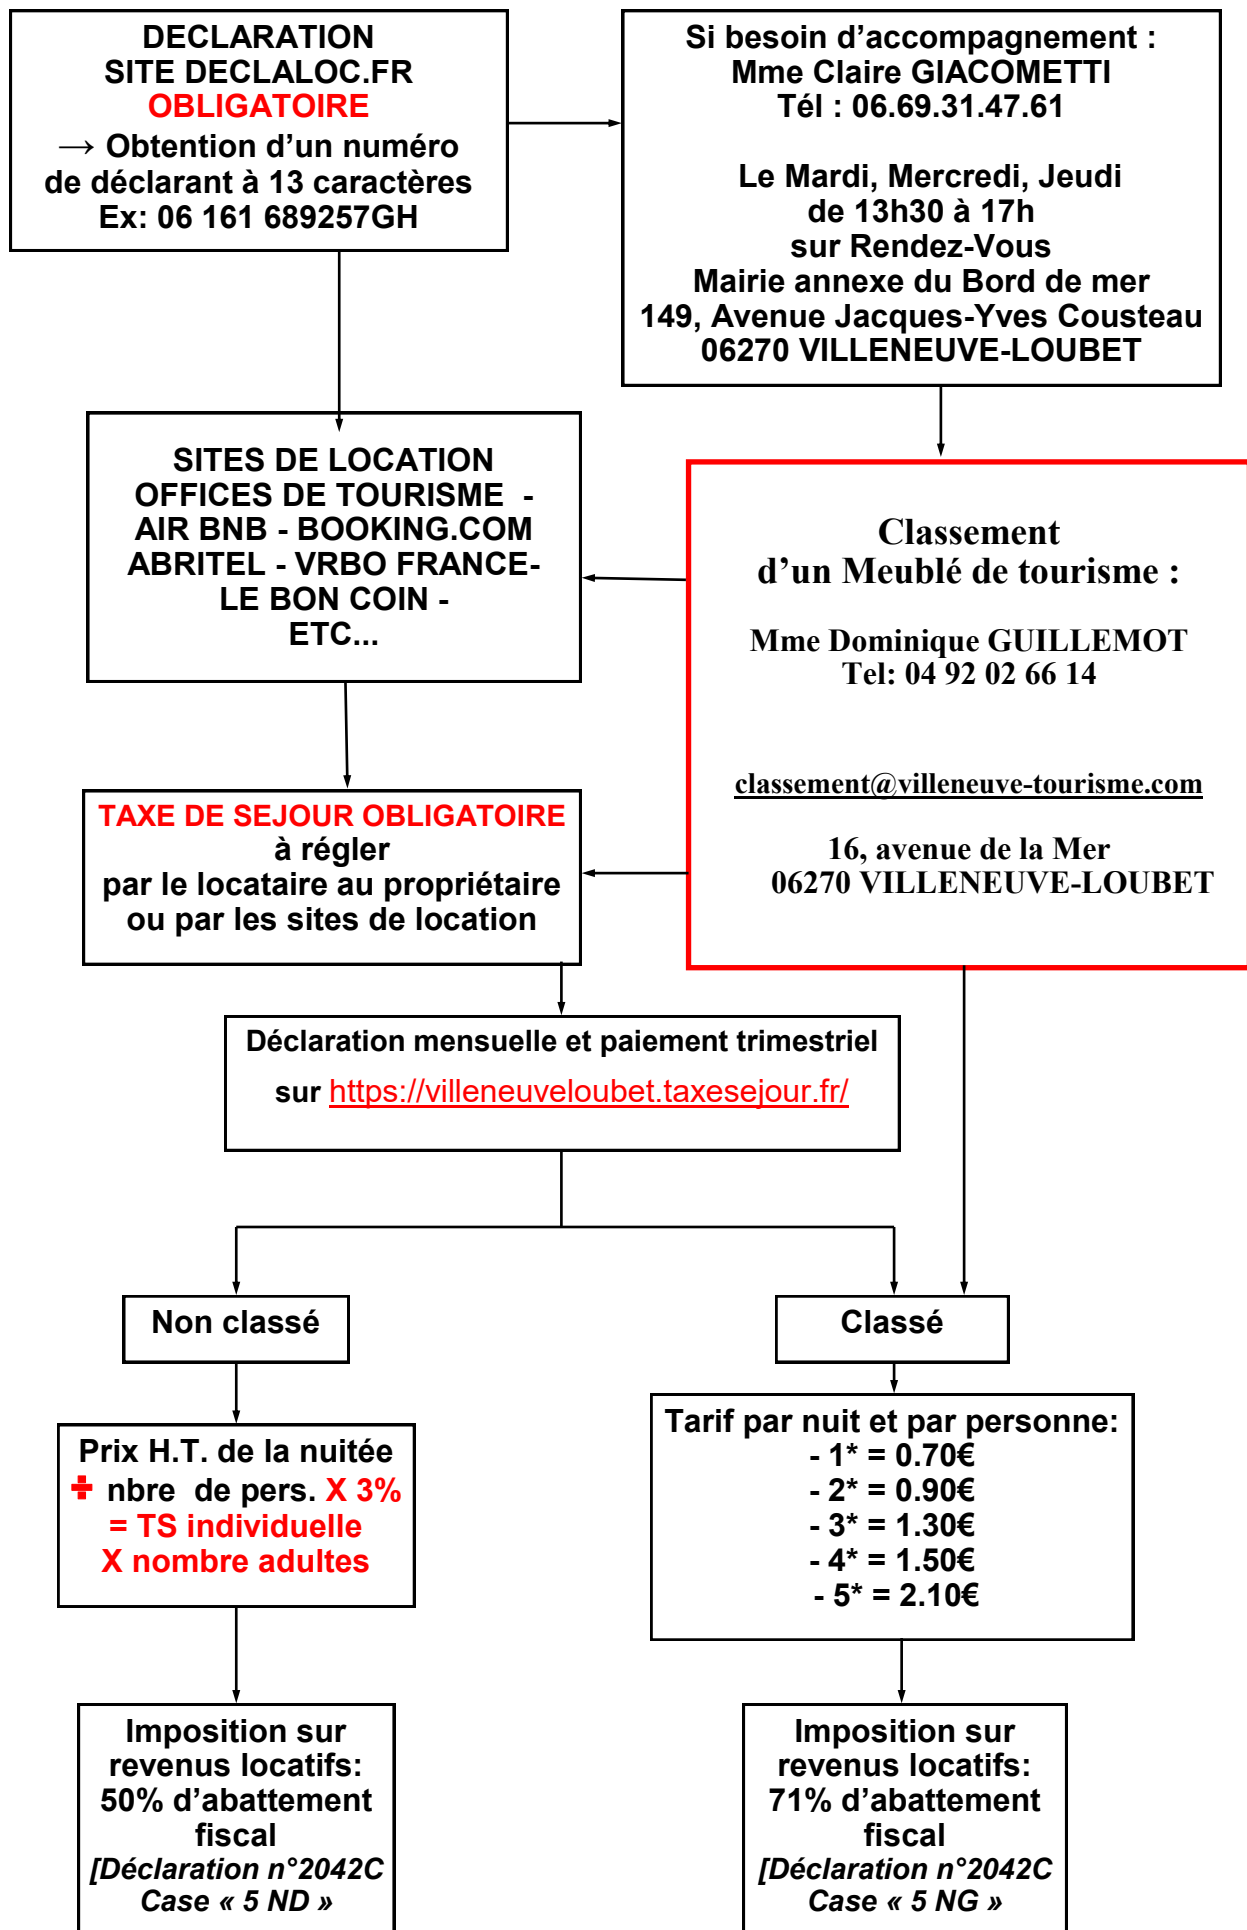 DECLARATION
SITE DECLALOC.FR
OBLIGATOIRE
→ Obtention d’un numéro
de déclarant à 13 caractères
Ex: 06 161 689257GH
Si besoin d’accompagnement :
Mme Claire GIACOMETTI
Tél : 06.69.31.47.61
Le Mardi, Mercredi, Jeudi
de 13h30 à 17h
sur Rendez-Vous
Mairie annexe du Bord de mer
149, Avenue Jacques-Yves Cousteau
06270 VILLENEUVE-LOUBET
SITES DE LOCATION
OFFICES DE TOURISME -
AIR BNB - BOOKING.COM
ABRITEL - VRBO FRANCE-
LE BON COIN -
ETC...
Classement
d’un Meublé de tourisme :
Mme Dominique GUILLEMOT
Tel: 04 92 02 66 14
classement@villeneuve-tourisme.com
16, avenue de la Mer
06270 VILLENEUVE-LOUBET
TAXE DE SEJOUR OBLIGATOIRE
à régler
par le locataire au propriétaire
ou par les sites de location
Déclaration mensuelle et paiement trimestriel
sur https://villeneuveloubet.taxesejour.fr/
Non classé
Classé
Prix H.T. de la nuitée
÷ nbre de pers. X 3%
= TS individuelle
X nombre adultes
Tarif par nuit et par personne:
- 1* = 0.70€
- 2* = 0.90€
- 3* = 1.30€
- 4* = 1.50€
- 5* = 2.10€
Imposition sur
revenus locatifs:
50% d’abattement
fiscal
[Déclaration n°2042C
Case « 5 ND »
Imposition sur
revenus locatifs:
71% d’abattement
fiscal
[Déclaration n°2042C
Case « 5 NG »